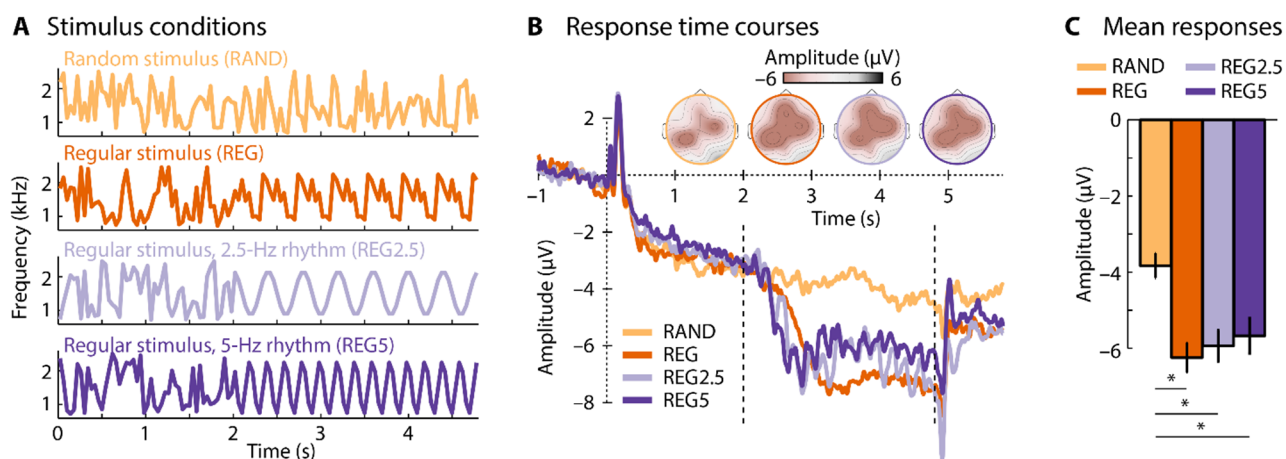 A Stimulus conditions
Random stimulus (RAND)
2
1
Regular stimulus (REG)
2
1
Regular stimulus, 2.5-Hz rhythm (REG2.5)
2
1
Regular stimulus, 5-Hz rhythm (REG5)
2
1
Frequency (kHz)
0 1 2 3 4
Time (s)
B Response time courses
Amplitude (µV)
−6 6
2
−1 1 2 3 4 5
Time (s)
−2
−4
−6
−8
Amplitude (µV)
RAND
REG
REG2.5
REG5
C Mean responses
RAND REG2.5
REG REG5
0
−2
−4
−6
Amplitude (µV)
*
*
*